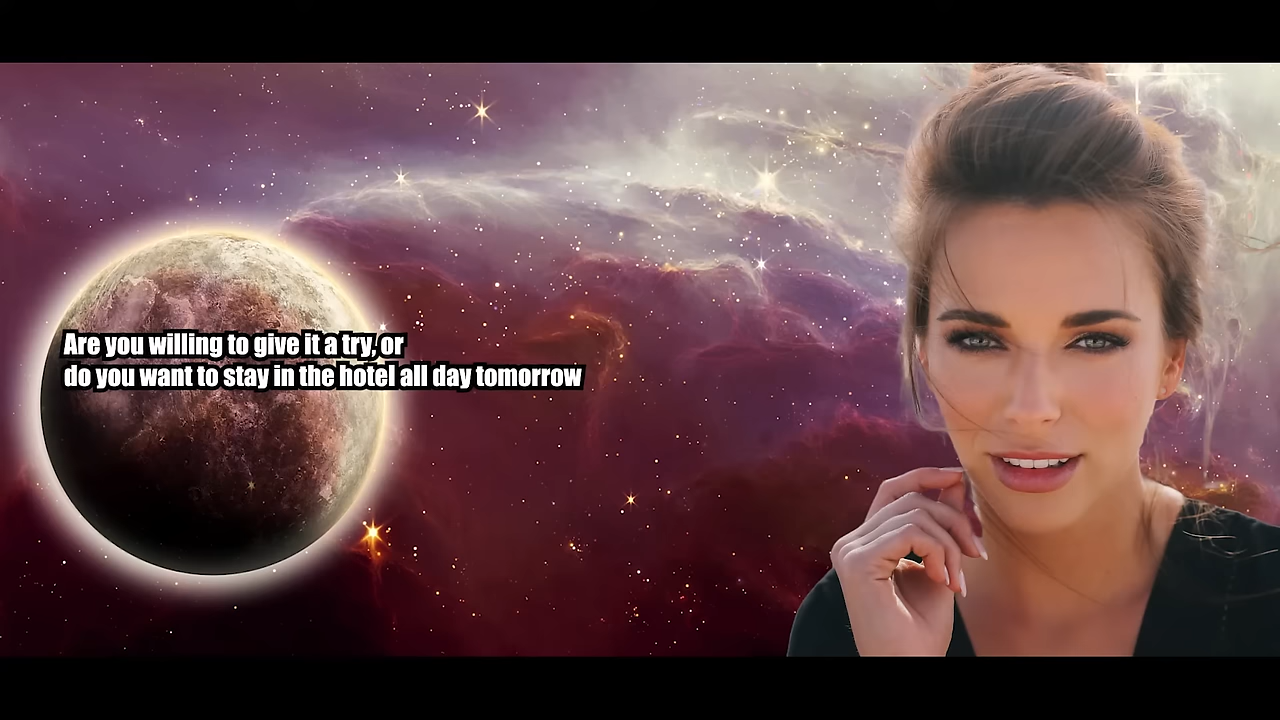 Are you willing to give it a try, or
do you want to stay in the hotel all day tomorrow